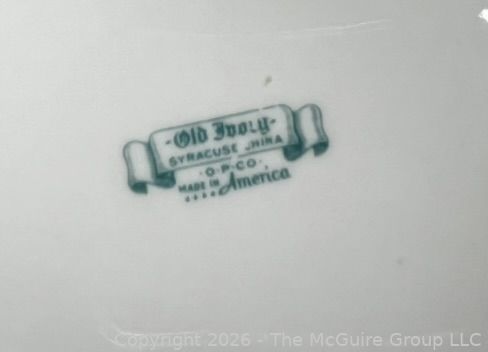 -Old Ivory-
SYRACUSE CHINA
·O·P·CO·
MADE IN America
Copyright 2026 - The McGuire Group LLC